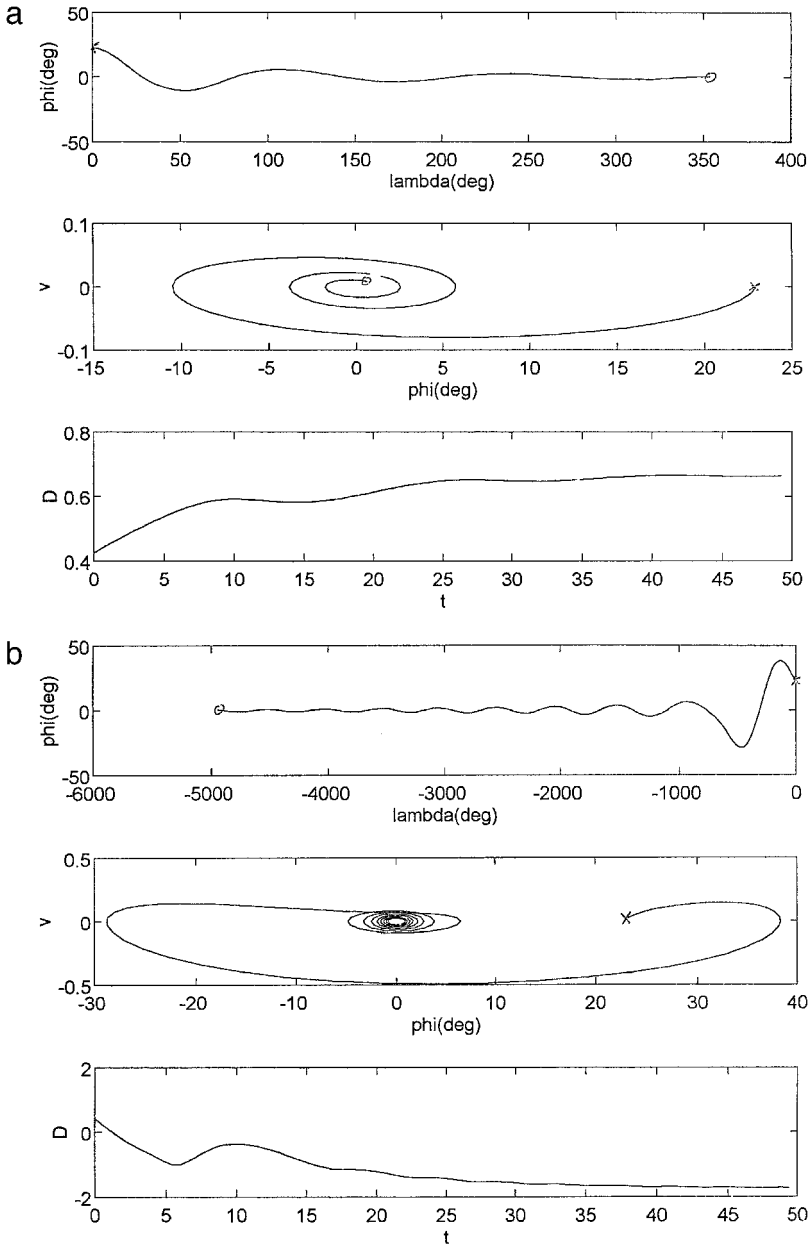 a
50
0
-50
phi(deg)
0 50 100 150 200 250 300 350 400
lambda(deg)
0.1
0
-0.1
v
-15 -10 -5 0 5 10 15 20 25
phi(deg)
0.8
0.6
0.4
D
0 5 10 15 20 25 30 35 40 45 50
t
b
50
0
-50
phi(deg)
-6000 -5000 -4000 -3000 -2000 -1000 0
lambda(deg)
0.5
0
-0.5
v
-30 -20 -10 0 10 20 30 40
phi(deg)
2
0
-2
D
0 5 10 15 20 25 30 35 40 45 50
t